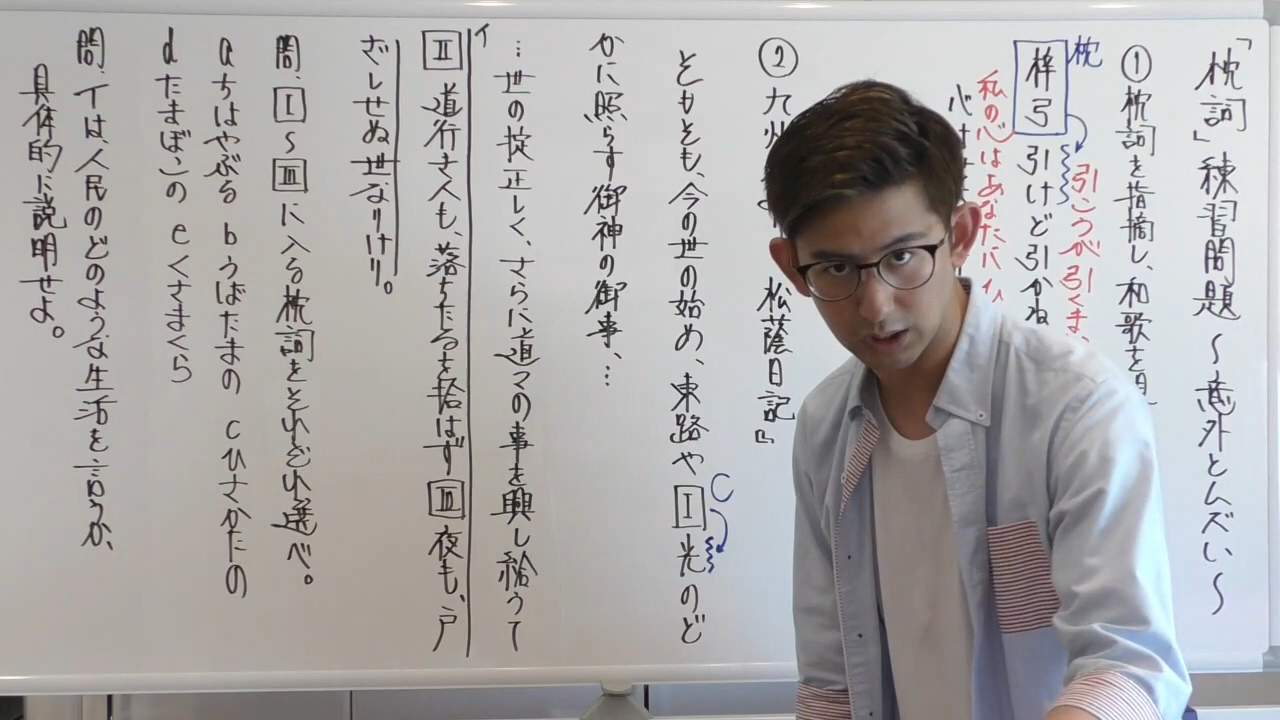 「枕詞」練習問題 〜意外とムズい〜
①枕詞を指摘し、和歌を
枕
梓弓 引けど引かね
引こうが引くま
私の心はあなたに
心は
②九州
松蔭日記』
ともとも、今の世の始め、東路や Ⅰ 光のど
C
かに照らす御神の御事、…
…世の掟正しく、さらに道々の事を興し給うて
イ
Ⅱ 道行き人も、落ちたるを拾はず Ⅲ 夜も、戸
ざしせぬ世なりけり。
問、Ⅰ〜Ⅲに入る枕詞をそれぞれ選べ。
aちはやぶる bうばたまの cひさかたの
dたまぼこの eくさまくら
問、イは、人民のどのような生活を言うか、
具体的に説明せよ。